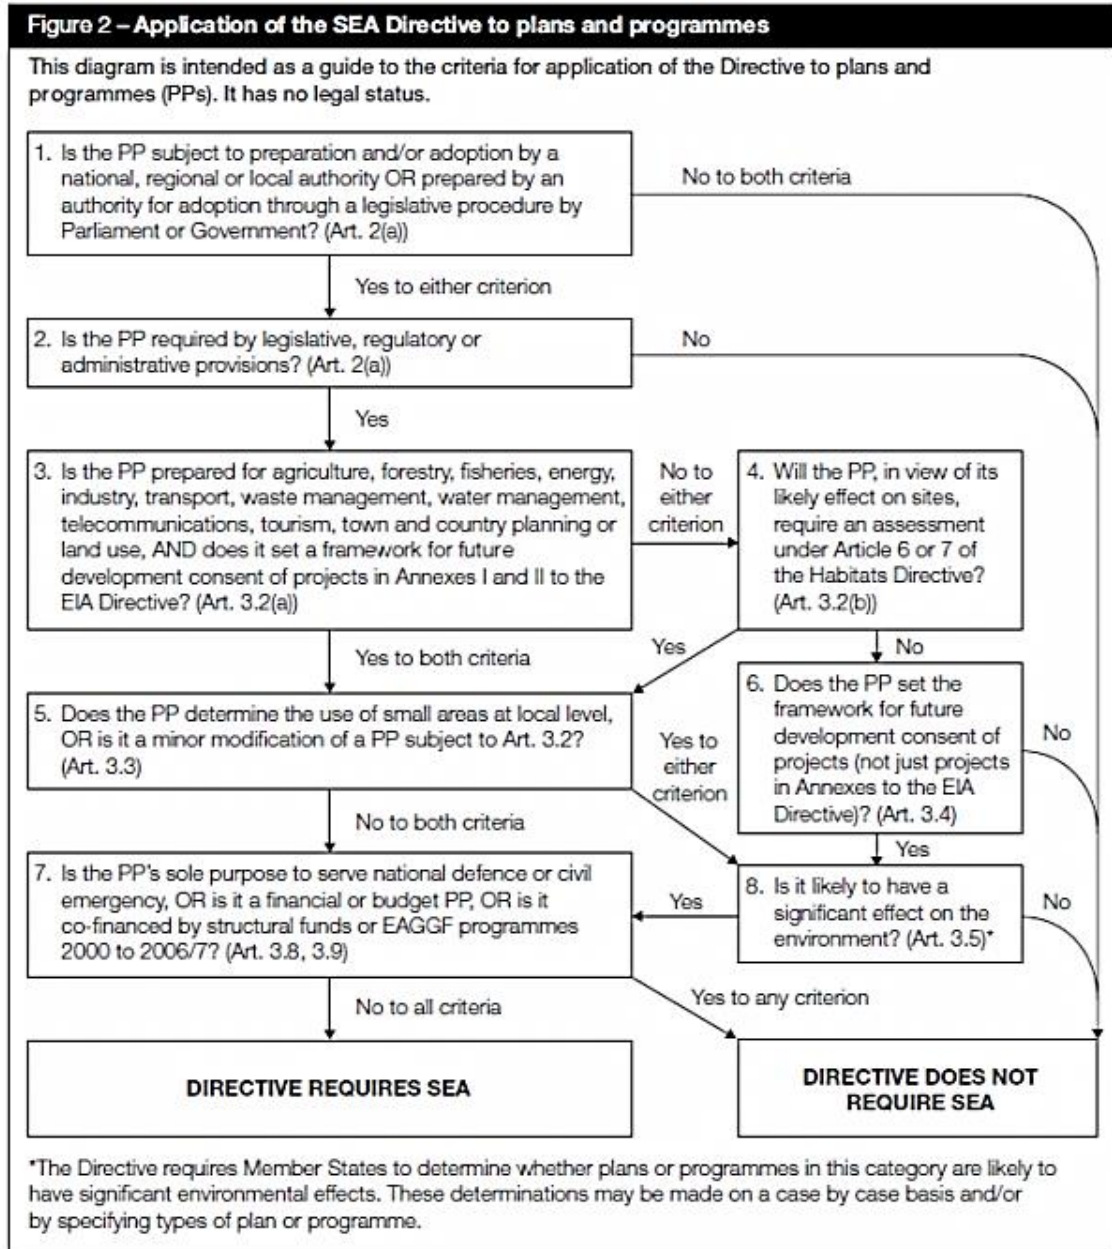 Figure 2 – Application of the SEA Directive to plans and programmes
This diagram is intended as a guide to the criteria for application of the Directive to plans and
programmes (PPs). It has no legal status.
1. Is the PP subject to preparation and/or adoption by a
national, regional or local authority OR prepared by an
authority for adoption through a legislative procedure by
Parliament or Government? (Art. 2(a))
No to both criteria
Yes to either criterion
2. Is the PP required by legislative, regulatory or
administrative provisions? (Art. 2(a))
No
Yes
3. Is the PP prepared for agriculture, forestry, fisheries, energy,
industry, transport, waste management, water management,
telecommunications, tourism, town and country planning or
land use, AND does it set a framework for future
development consent of projects in Annexes I and II to the
EIA Directive? (Art. 3.2(a))
No to
either
criterion
4. Will the PP, in view of its
likely effect on sites,
require an assessment
under Article 6 or 7 of
the Habitats Directive?
(Art. 3.2(b))
Yes to both criteria
Yes
No
5. Does the PP determine the use of small areas at local level,
OR is it a minor modification of a PP subject to Art. 3.2?
(Art. 3.3)
Yes to
either
criterion
6. Does the PP set the
framework for future
development consent of
projects (not just projects
in Annexes to the EIA
Directive)? (Art. 3.4)
No
No to both criteria
Yes
7. Is the PP's sole purpose to serve national defence or civil
emergency, OR is it a financial or budget PP, OR is it
co-financed by structural funds or EAGGF programmes
2000 to 2006/7? (Art. 3.8, 3.9)
Yes
8. Is it likely to have a
significant effect on the
environment? (Art. 3.5)*
No
No to all criteria
Yes to any criterion
DIRECTIVE REQUIRES SEA
DIRECTIVE DOES NOT
REQUIRE SEA
*The Directive requires Member States to determine whether plans or programmes in this category are likely to
have significant environmental effects. These determinations may be made on a case by case basis and/or
by specifying types of plan or programme.